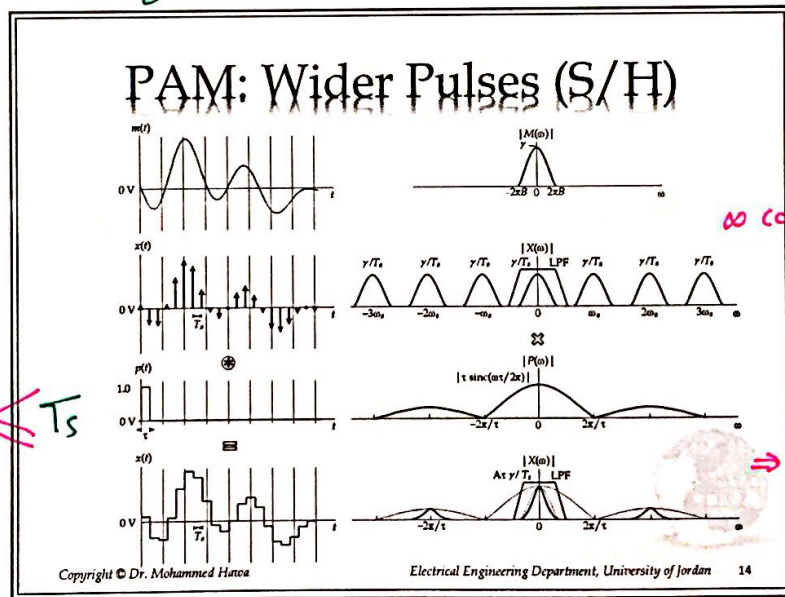 PAM: Wider Pulses (S/H)
m(t)
0 V
t
|M(ω)|
γ
-2πB 0 2πB
ω
∞ co
x(t)
0 V
Ts
t
|X(ω)|
γ/Ts γ/Ts γ/Ts γ/Ts LPF γ/Ts γ/Ts γ/Ts
-3ωs -2ωs -ωs 0 ωs 2ωs 3ωs
ω
p(t)
1.0
0 V
τ
t
Ts
|P(ω)|
|τ sinc(ωτ/2π)|
-2π/τ 0 2π/τ
ω
x(t)
0 V
Ts
t
|X(ω)|
Aτ γ/Ts LPF
-2π/τ 0 2π/τ
ω
⇒
Copyright © Dr. Mohammed Hawa Electrical Engineering Department, University of Jordan 14